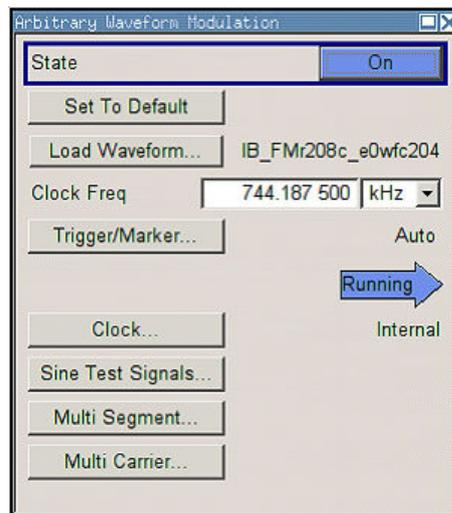 Arbitrary Waveform Modulation
State On
Set To Default
Load Waveform... IB_FMr208c_e0wfc204
Clock Freq 744.187 500 kHz
Trigger/Marker... Auto
Running
Clock... Internal
Sine Test Signals...
Multi Segment...
Multi Carrier...